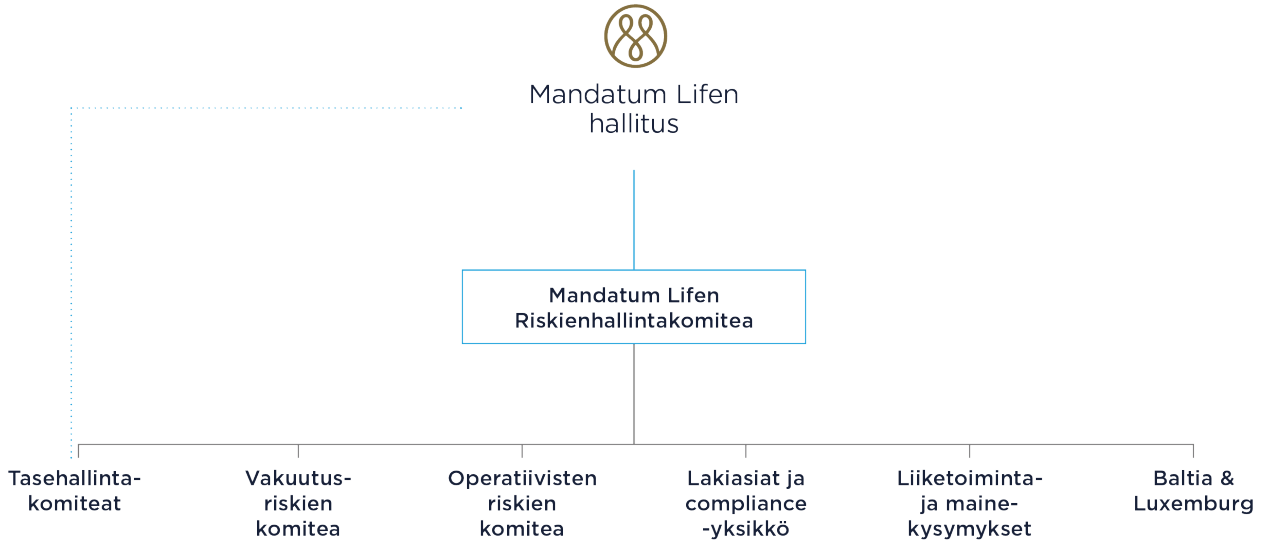 Mandatum Lifen
hallitus
Mandatum Lifen
Riskienhallintakomitea
Tasehallinta-
komiteat
Vakuutus-
riskien
komitea
Operatiivisten
riskien
komitea
Lakiasiat ja
compliance
-yksikkö
Liiketoiminta-
ja maine-
kysymykset
Baltia &
Luxemburg